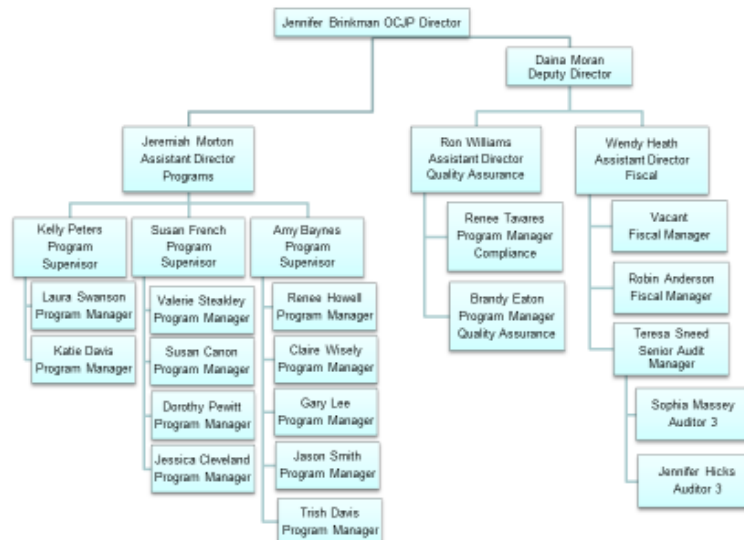 Jennifer Brinkman OCJP Director
Daina Moran
Deputy Director
Jeremiah Morton
Assistant Director
Programs
Ron Williams
Assistant Director
Quality Assurance
Wendy Heath
Assistant Director
Fiscal
Kelly Peters
Program
Supervisor
Laura Swanson
Program Manager
Katie Davis
Program Manager
Susan French
Program
Supervisor
Valerie Steakley
Program Manager
Susan Canon
Program Manager
Dorothy Pewitt
Program Manager
Jessica Cleveland
Program Manager
Amy Baynes
Program
Supervisor
Renee Howell
Program Manager
Claire Wisely
Program Manager
Gary Lee
Program Manager
Jason Smith
Program Manager
Trish Davis
Program Manager
Renee Tavares
Program Manager
Compliance
Brandy Eaton
Program Manager
Quality Assurance
Vacant
Fiscal Manager
Robin Anderson
Fiscal Manager
Teresa Sneed
Senior Audit
Manager
Sophia Massey
Auditor 3
Jennifer Hicks
Auditor 3